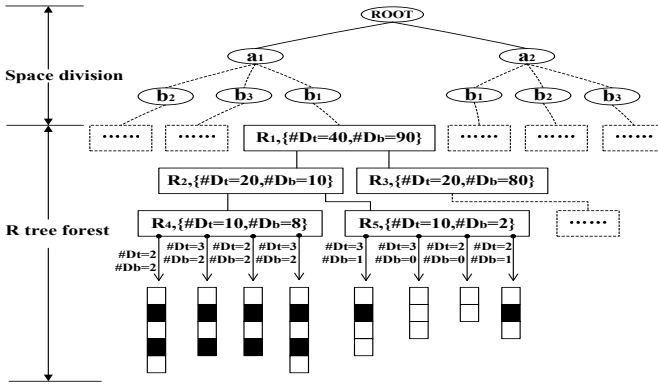 ROOT
a1 a2
Space division
b2 b3 b1 b1 b2 b3
...... ...... R1,{#Dt=40,#Db=90} ...... ...... ......
R2,{#Dt=20,#Db=10} R3,{#Dt=20,#Db=80}
R tree forest
R4,{#Dt=10,#Db=8} R5,{#Dt=10,#Db=2} ......
#Dt=2 #Dt=3 #Dt=2 #Dt=3 #Dt=3 #Dt=3 #Dt=2 #Dt=2
#Db=2 #Db=2 #Db=2 #Db=2 #Db=1 #Db=0 #Db=0 #Db=1